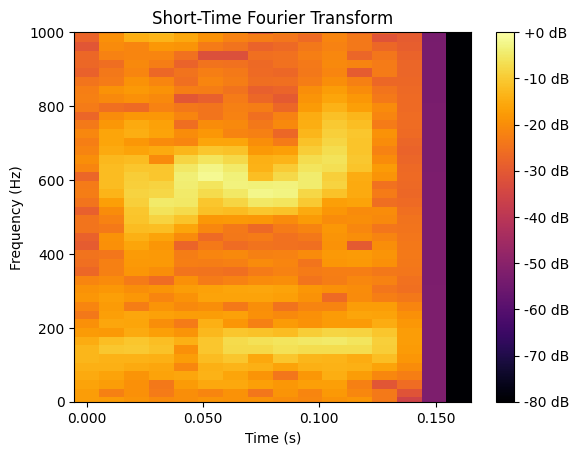 Short-Time Fourier Transform
1000
800
600
400
200
0
Frequency (Hz)
0.000
0.050
0.100
0.150
Time (s)
+0 dB
-10 dB
-20 dB
-30 dB
-40 dB
-50 dB
-60 dB
-70 dB
-80 dB